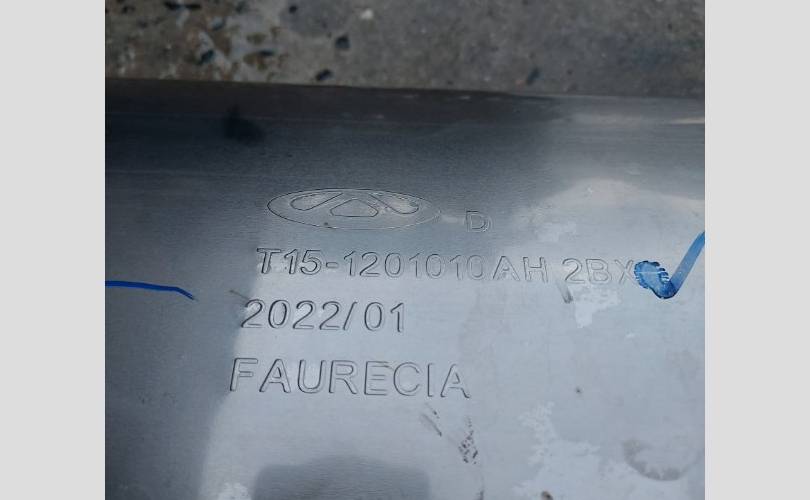 D
T15-1201010AH 2BX
2022/01
FAURECIA